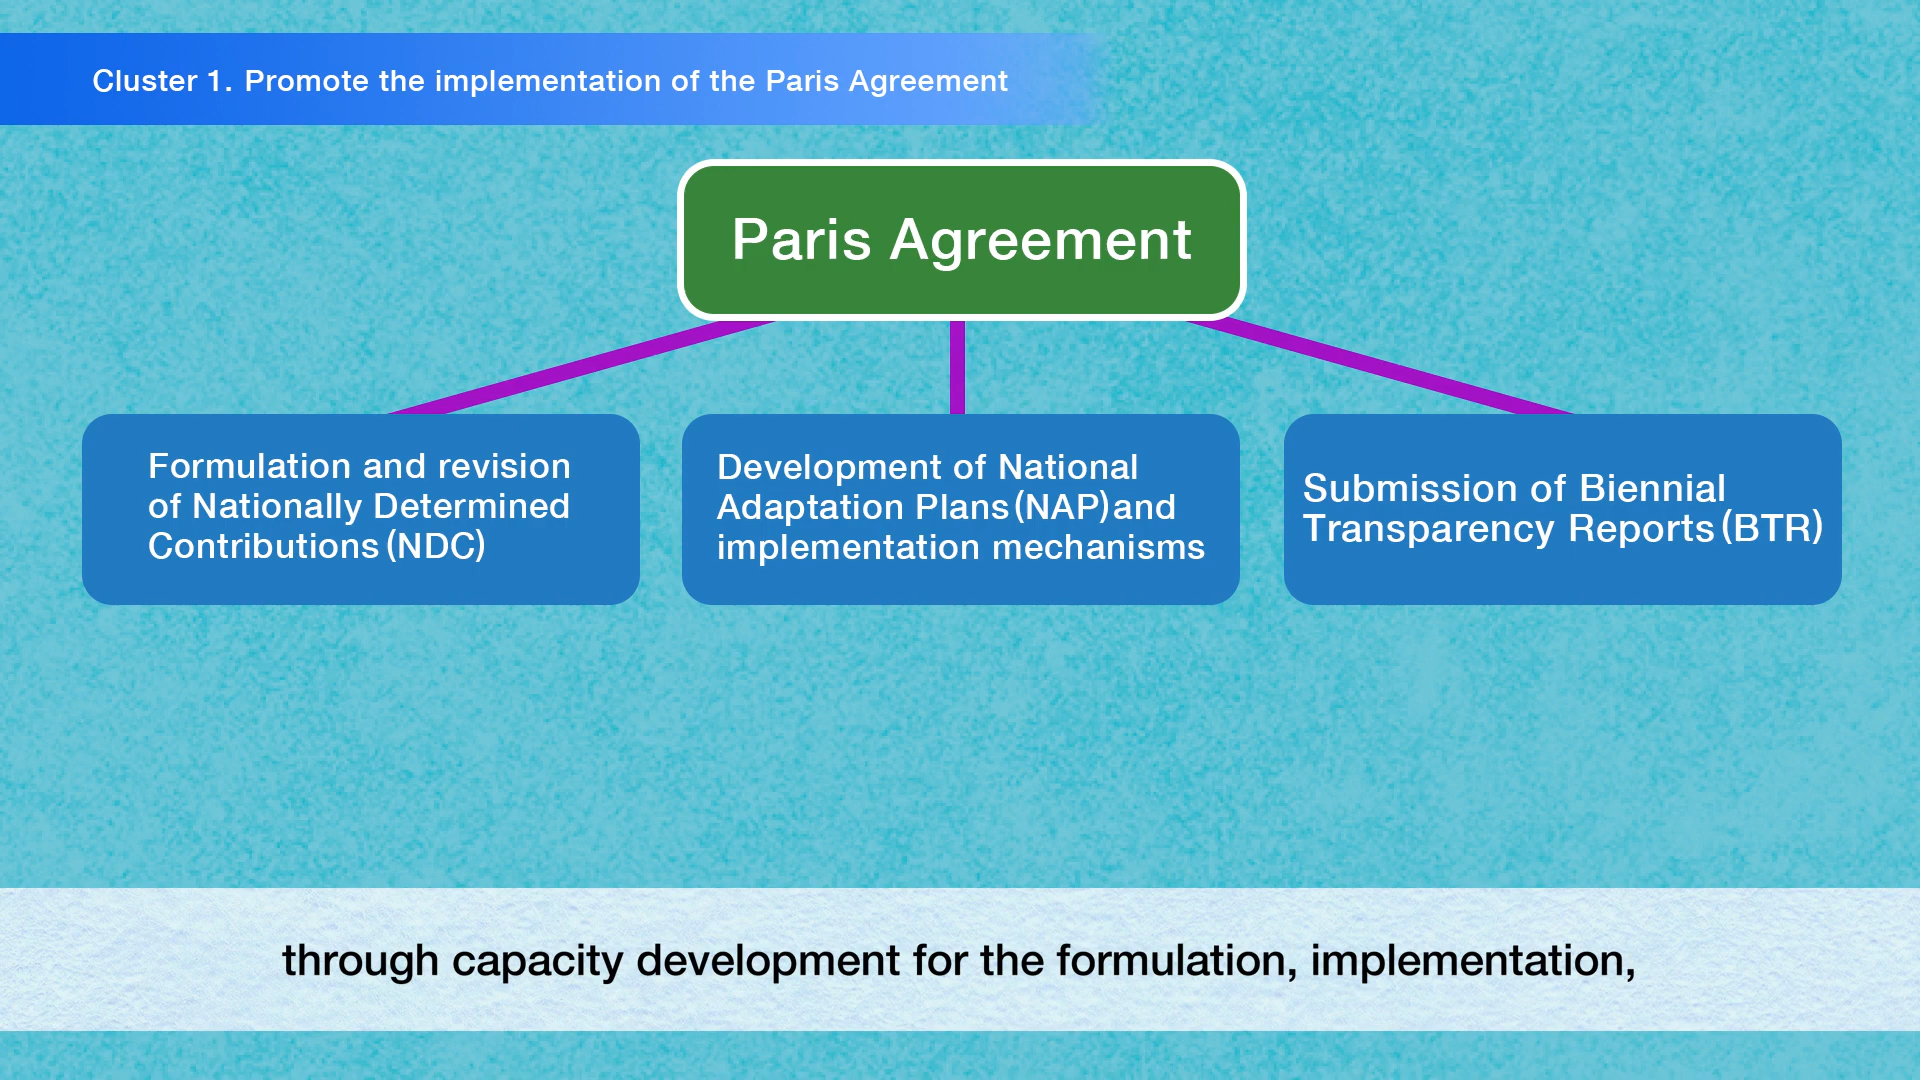 Cluster 1. Promote the implementation of the Paris Agreement
Paris Agreement
Formulation and revision
of Nationally Determined
Contributions (NDC)
Development of National
Adaptation Plans (NAP) and
implementation mechanisms
Submission of Biennial
Transparency Reports (BTR)
through capacity development for the formulation, implementation,